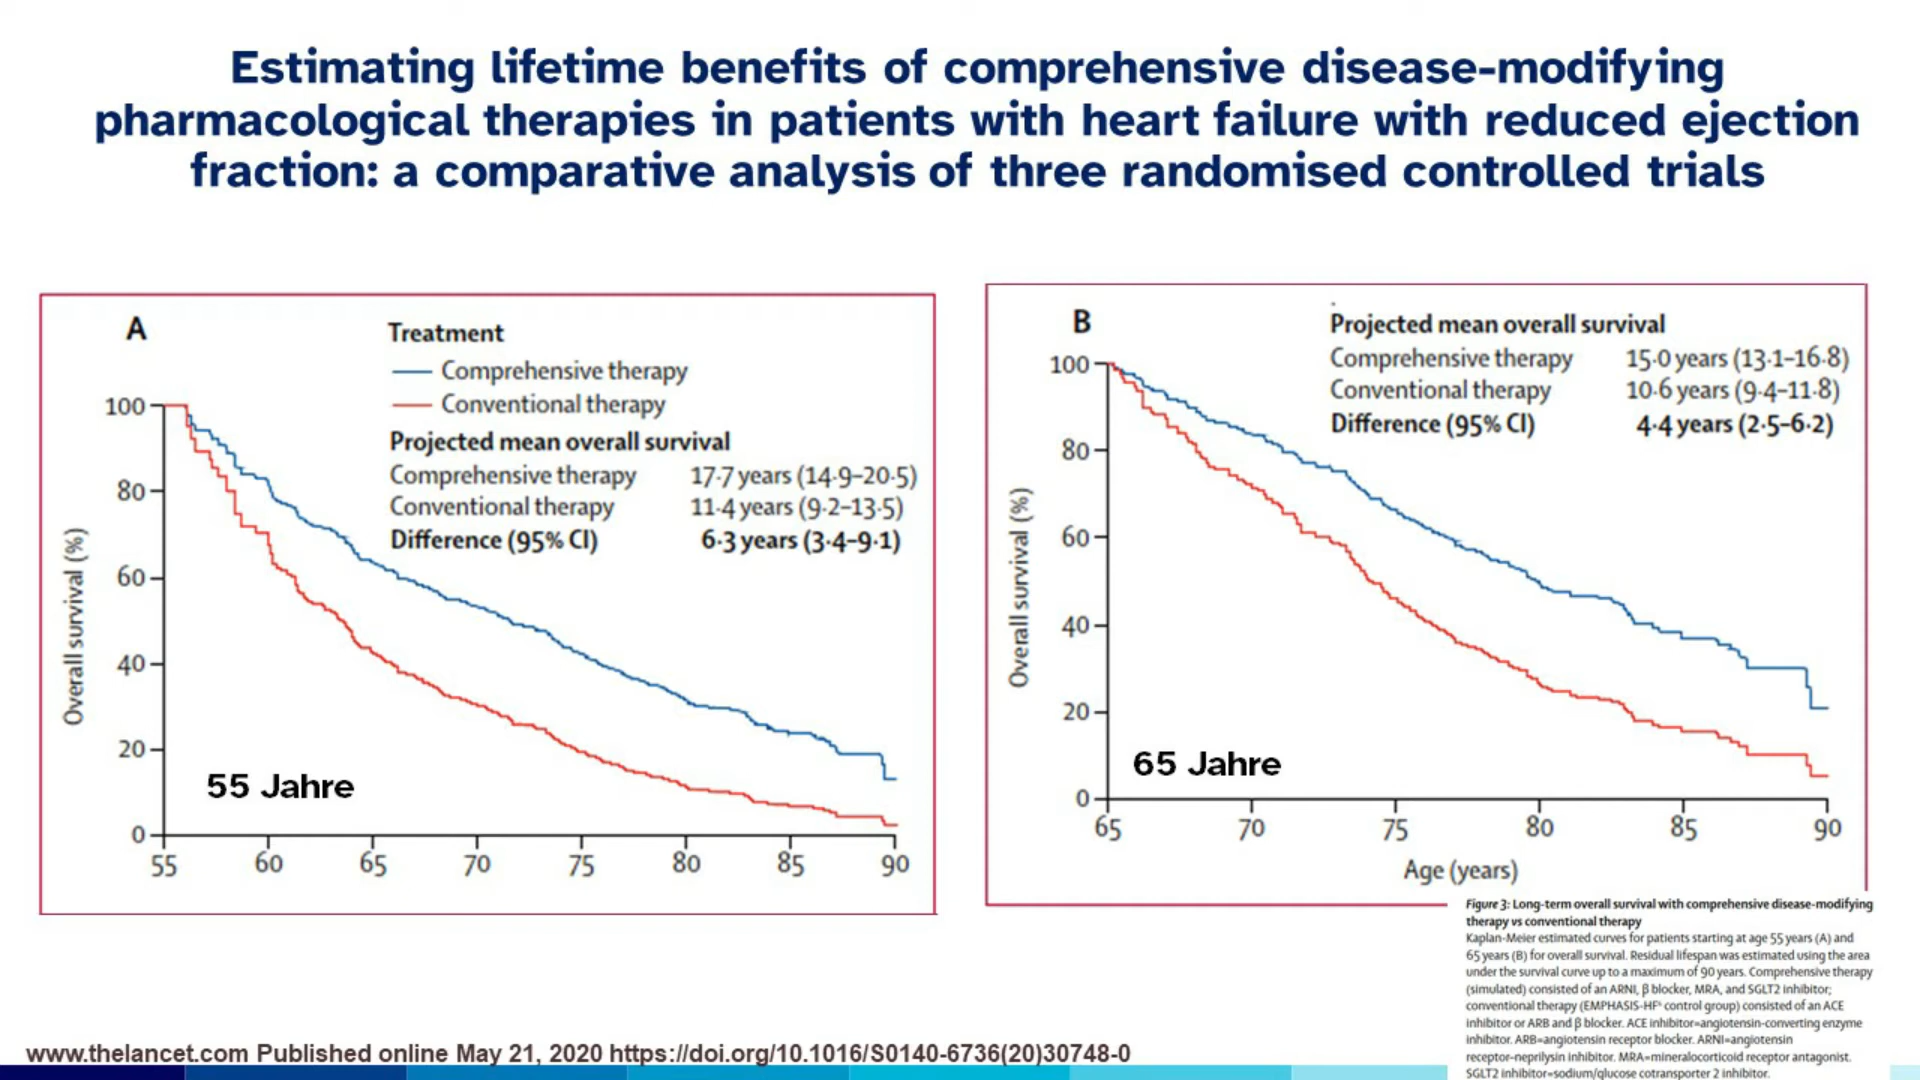 Estimating lifetime benefits of comprehensive disease-modifying
pharmacological therapies in patients with heart failure with reduced ejection
fraction: a comparative analysis of three randomised controlled trials
A
Treatment
Comprehensive therapy
Conventional therapy
Projected mean overall survival
Comprehensive therapy 17·7 years (14·9–20·5)
Conventional therapy 11·4 years (9·2–13·5)
Difference (95% CI) 6·3 years (3·4–9·1)
Overall survival (%)
100
80
60
40
20
0
55 Jahre
55 60 65 70 75 80 85 90
B
Projected mean overall survival
Comprehensive therapy 15·0 years (13·1–16·8)
Conventional therapy 10·6 years (9·4–11·8)
Difference (95% CI) 4·4 years (2·5–6·2)
Overall survival (%)
100
80
60
40
20
0
65 Jahre
65 70 75 80 85 90
Age (years)
Figure 3: Long-term overall survival with comprehensive disease-modifying
therapy vs conventional therapy
Kaplan-Meier estimated curves for patients starting at age 55 years (A) and
65 years (B) for overall survival. Residual lifespan was estimated using the area
under the survival curve up to a maximum of 90 years. Comprehensive therapy
(simulated) consisted of an ARNI, β blocker, MRA, and SGLT2 inhibitor;
conventional therapy (EMPHASIS-HF control group) consisted of an ACE
inhibitor or ARB and β blocker. ACE inhibitor=angiotensin-converting enzyme
inhibitor. ARB=angiotensin receptor blocker. ARNI=angiotensin
receptor-neprilysin inhibitor. MRA=mineralocorticoid receptor antagonist.
SGLT2 inhibitor=sodium/glucose cotransporter 2 inhibitor.
www.thelancet.com Published online May 21, 2020 https://doi.org/10.1016/S0140-6736(20)30748-0